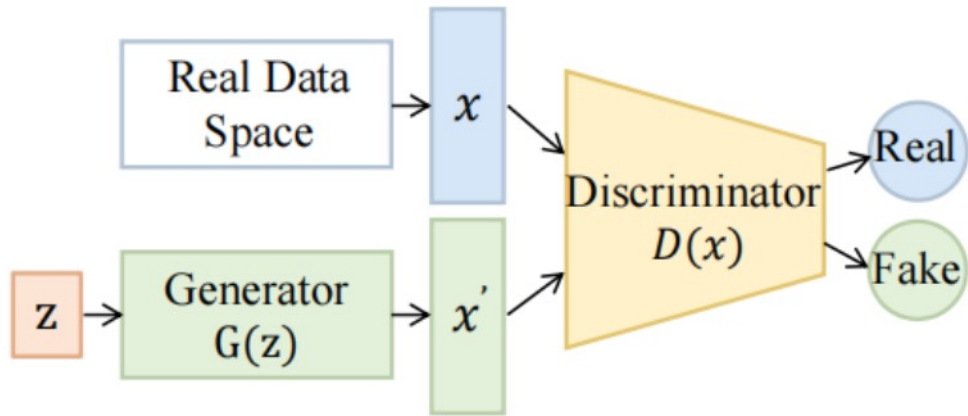 Real Data
Space
x
Discriminator
D(x)
Real
Fake
z
Generator
G(z)
x'